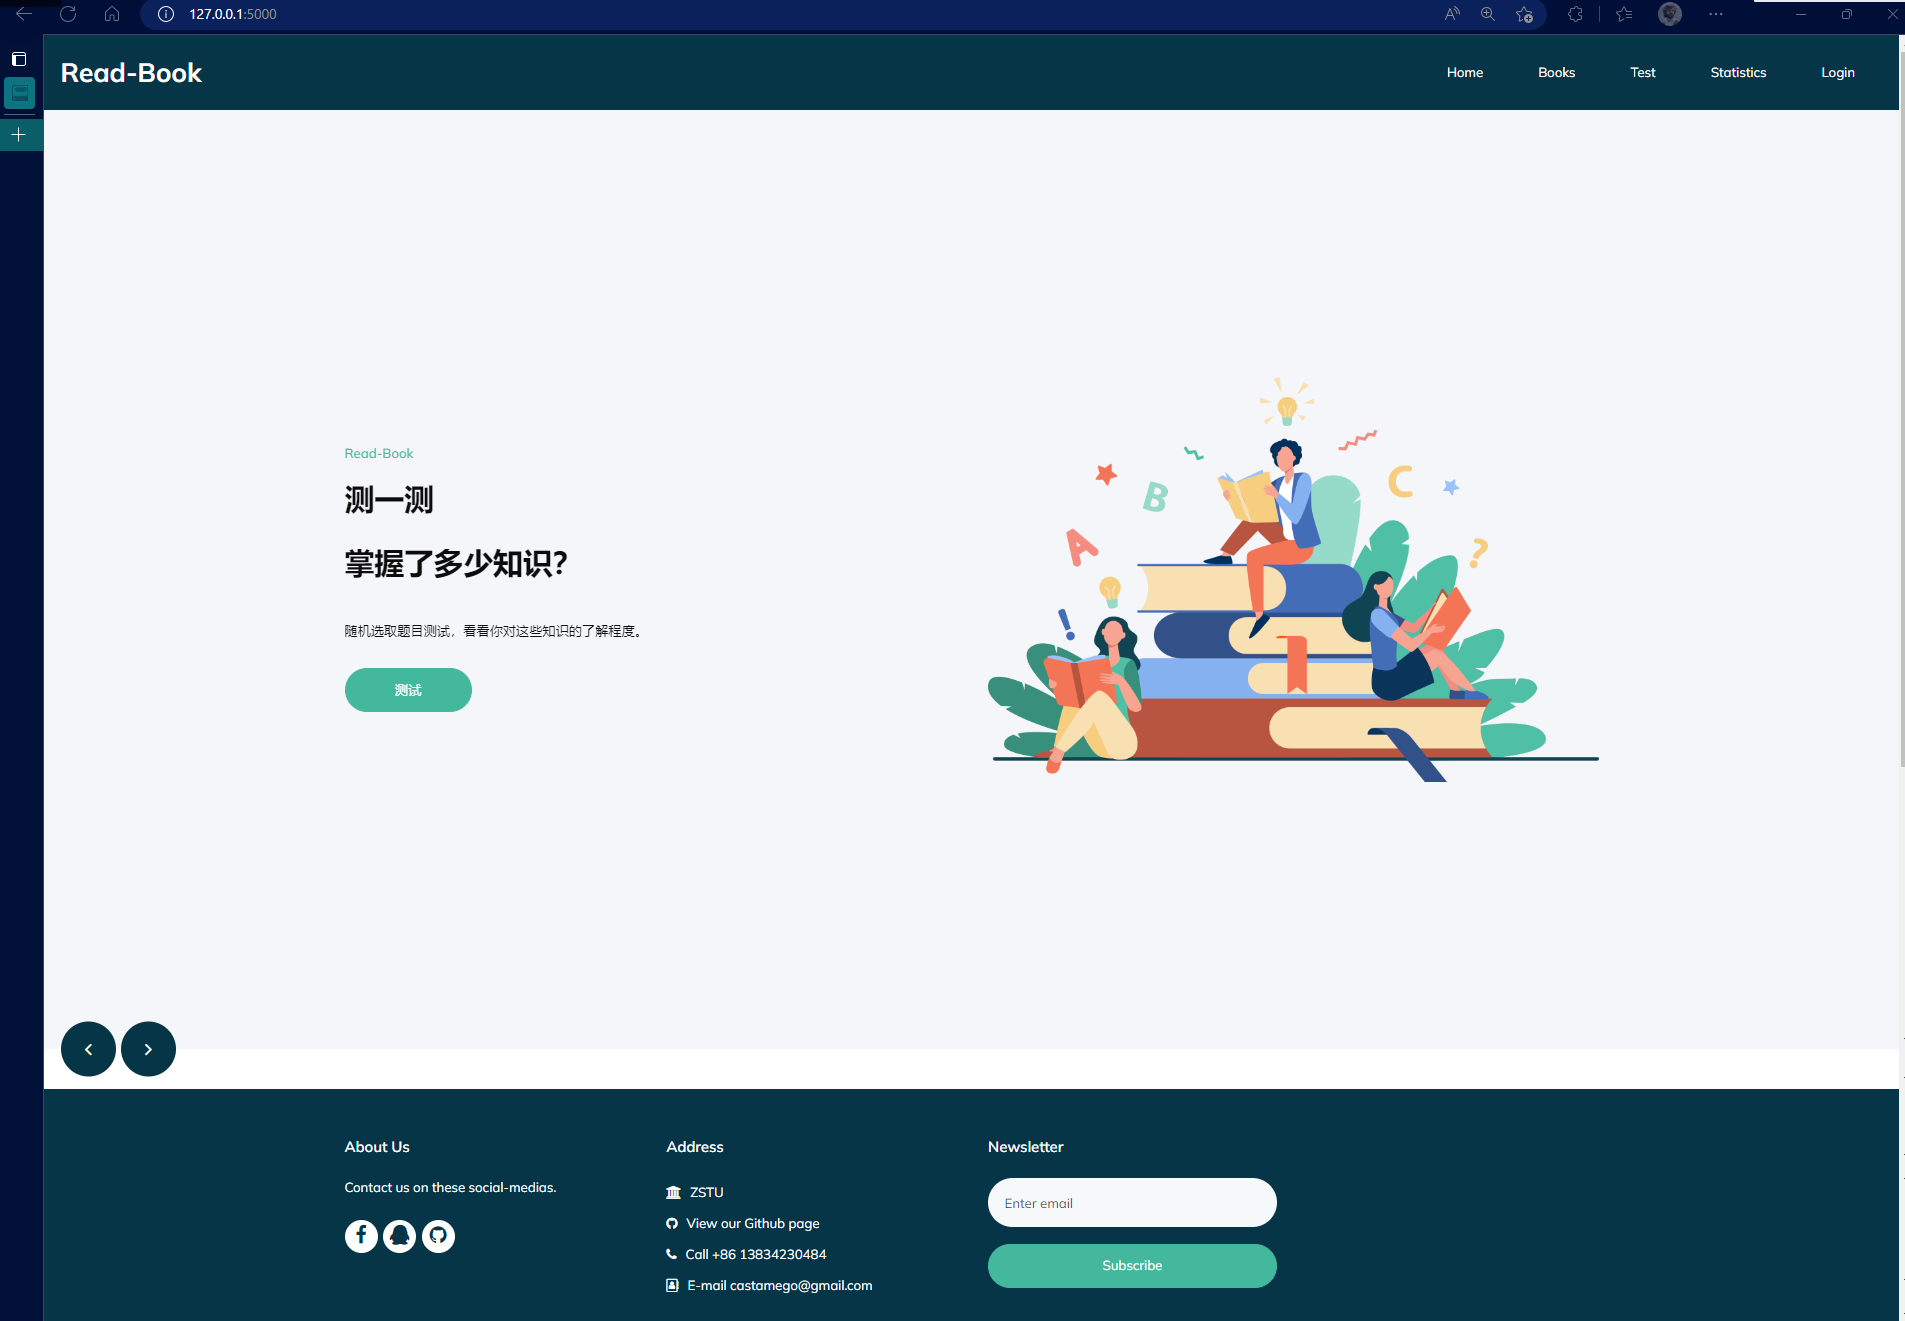 127.0.0.1:5000
Read-Book
Home
Books
Test
Statistics
Login
Read-Book
测一测
掌握了多少知识？
随机选取题目测试，看看你对这些知识的了解程度。
测试
A
B
C
?
!
About Us
Contact us on these social-medias.
Address
ZSTU
View our Github page
Call +86 13834230484
E-mail castamego@gmail.com
Newsletter
Enter email
Subscribe